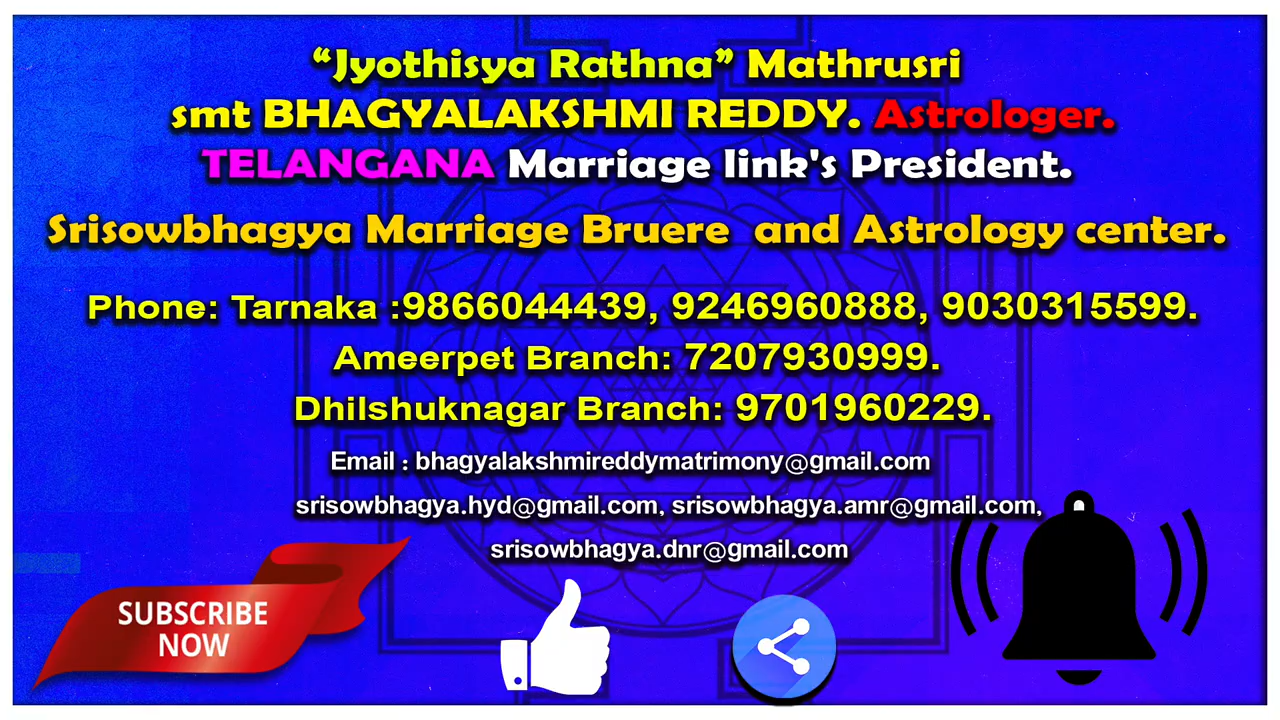 “Jyothisya Rathna” Mathrusri
smt BHAGYALAKSHMI REDDY. Astrologer.
TELANGANA Marriage link's President.
Srisowbhagya Marriage Bruere and Astrology center.
Phone: Tarnaka :9866044439, 9246960888, 9030315599.
Ameerpet Branch: 7207930999.
Dhilshuknagar Branch: 9701960229.
Email : bhagyalakshmireddymatrimony@gmail.com
srisowbhagya.hyd@gmail.com, srisowbhagya.amr@gmail.com,
srisowbhagya.dnr@gmail.com
SUBSCRIBE
NOW